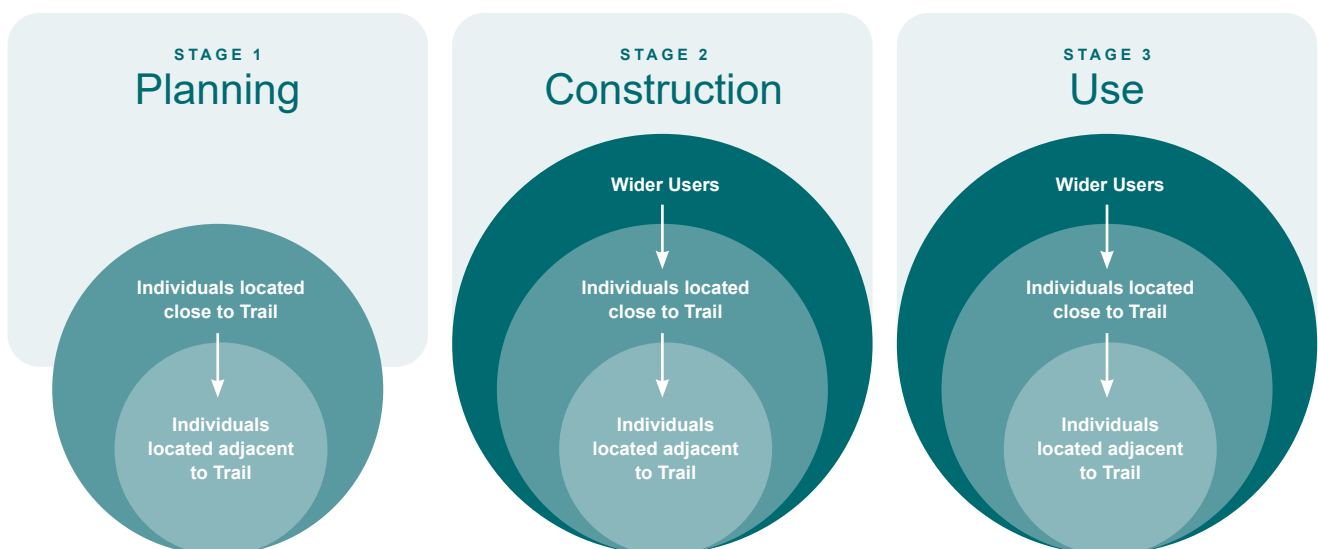 STAGE 1
Planning
Individuals located
close to Trail
Individuals
located adjacent
to Trail
STAGE 2
Construction
Wider Users
Individuals located
close to Trail
Individuals
located adjacent
to Trail
STAGE 3
Use
Wider Users
Individuals located
close to Trail
Individuals
located adjacent
to Trail